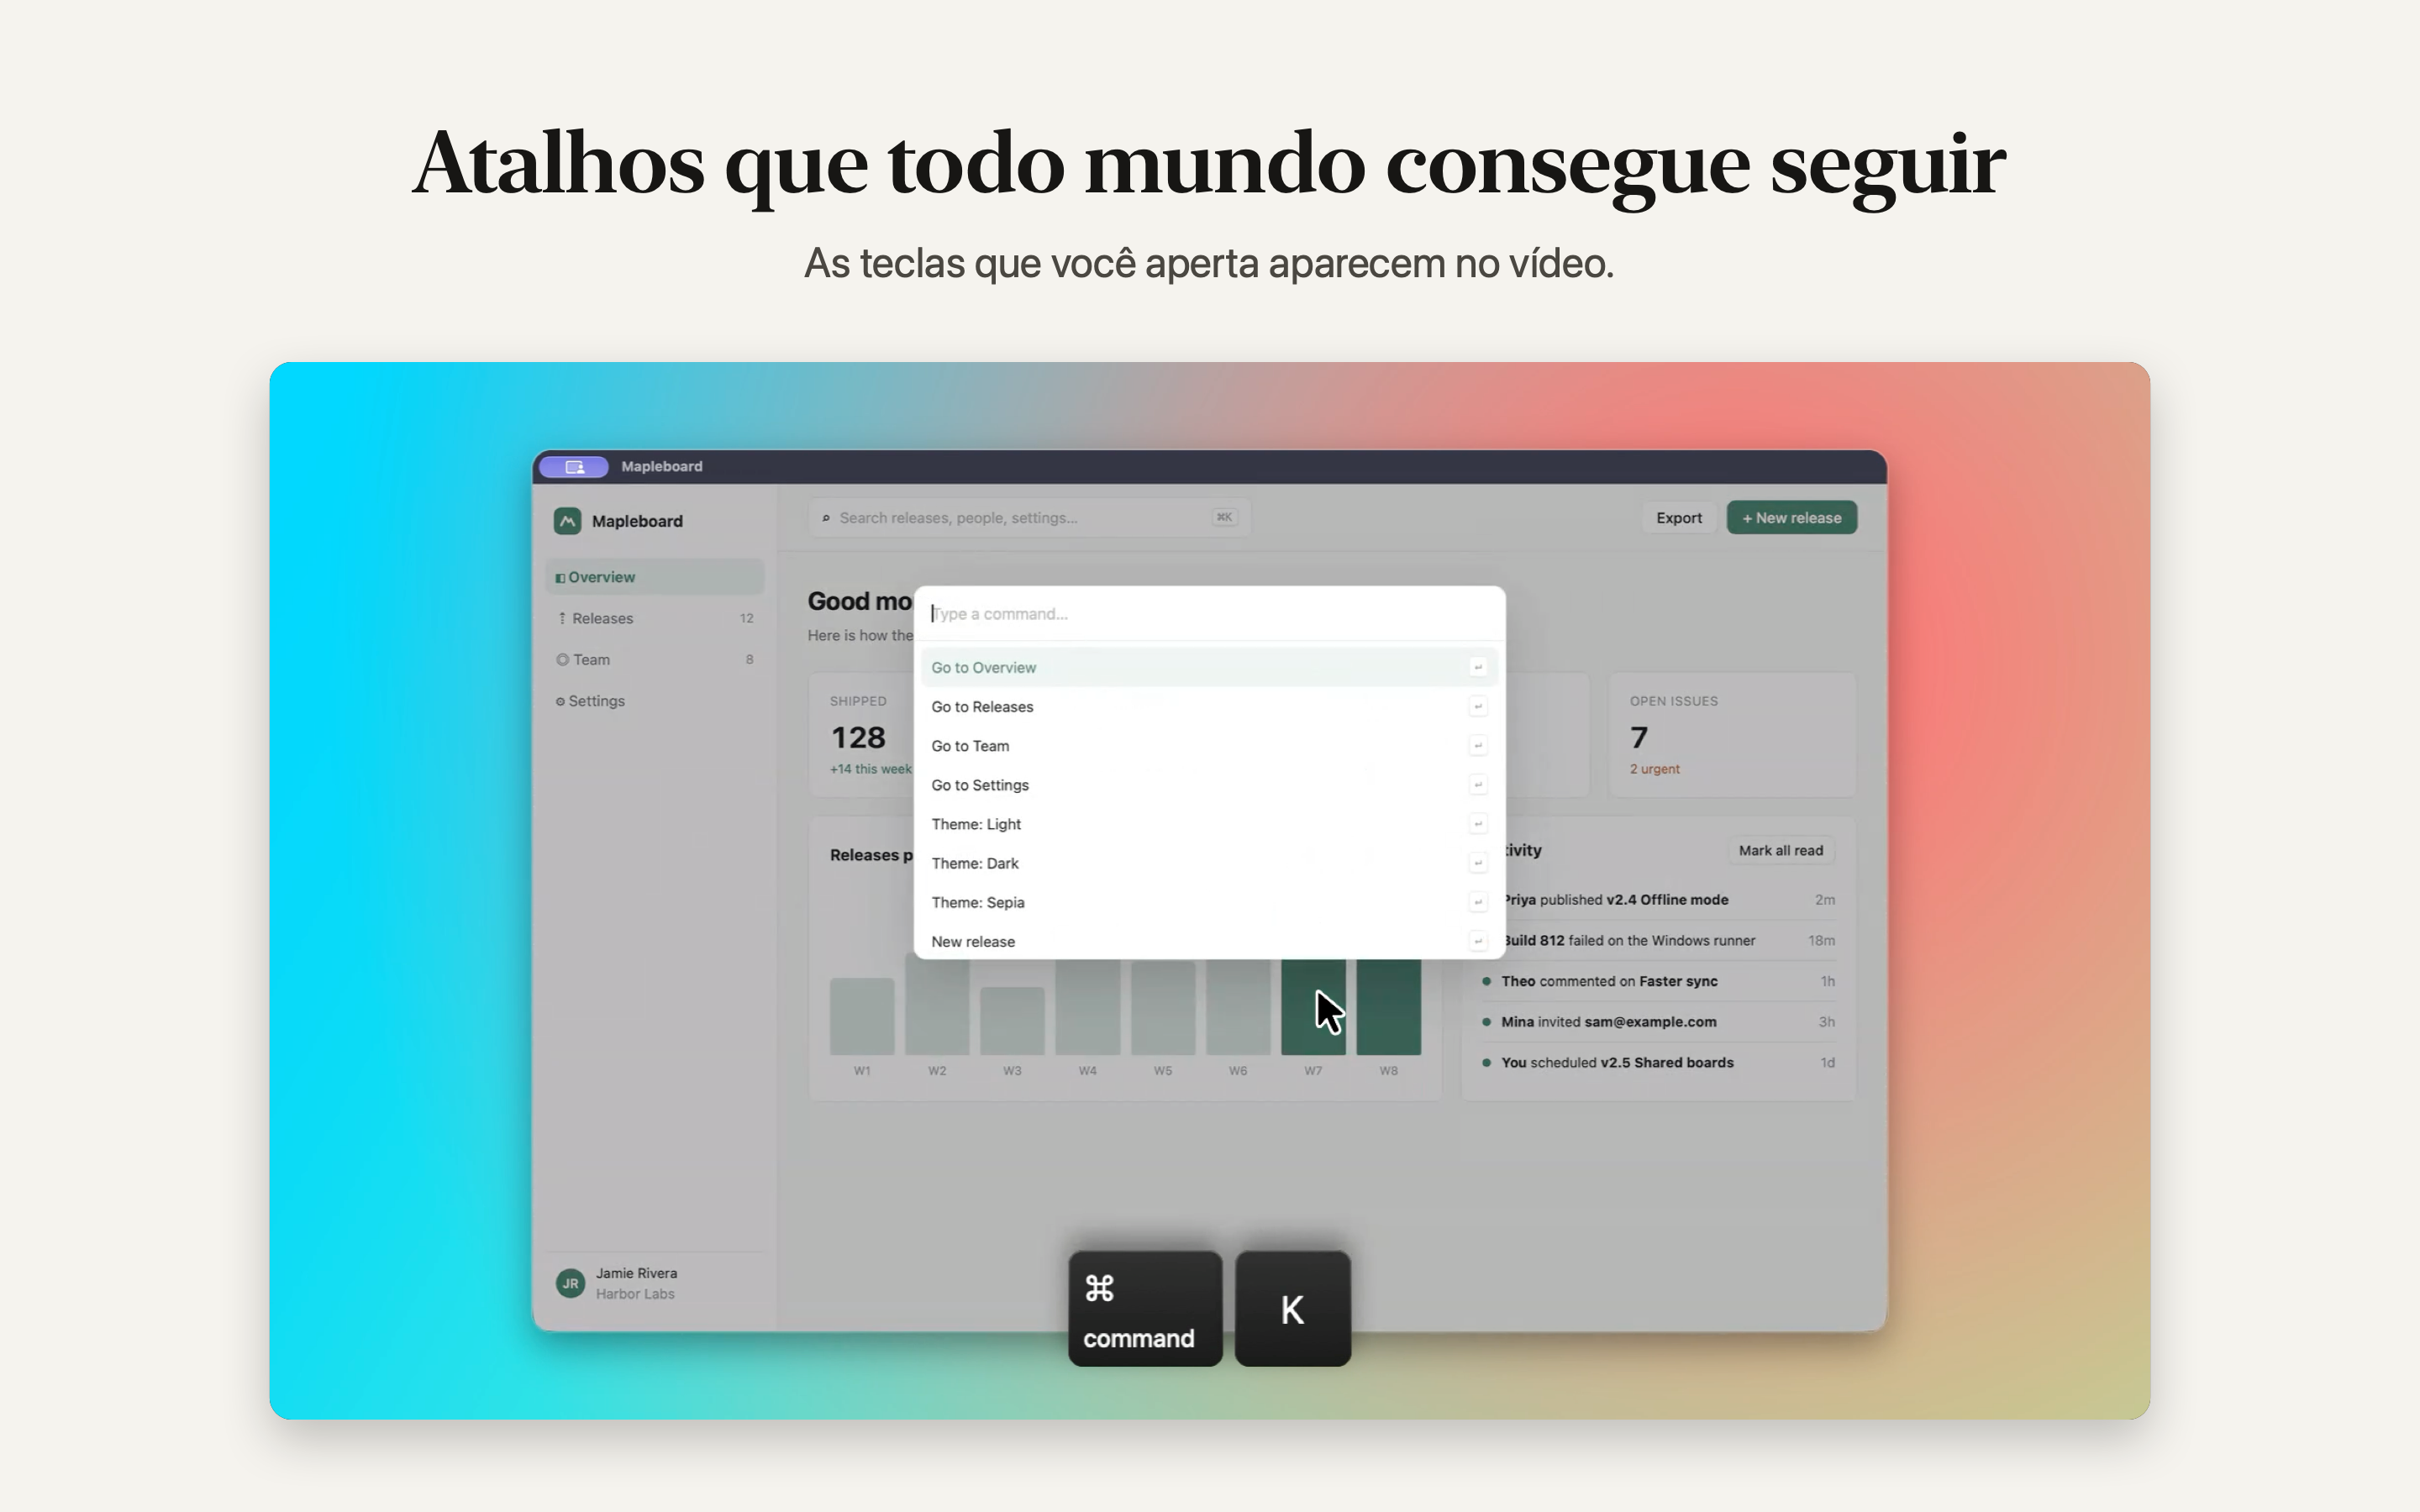 Atalhos que todo mundo consegue seguir
As teclas que você aperta aparecem no vídeo.
Mapleboard
Mapleboard
Search releases, people, settings...
⌘K
Export
+ New release
Overview
Releases 12
Team 8
Settings
Good mo
Here is how the
Type a command...
Go to Overview
Go to Releases
Go to Team
Go to Settings
Theme: Light
Theme: Dark
Theme: Sepia
New release
SHIPPED
128
+14 this week
OPEN ISSUES
7
2 urgent
Releases p
W1 W2 W3 W4 W5 W6 W7 W8
tivity
Mark all read
Priya published v2.4 Offline mode 2m
Build 812 failed on the Windows runner 18m
Theo commented on Faster sync 1h
Mina invited sam@example.com 3h
You scheduled v2.5 Shared boards 1d
JR
Jamie Rivera
Harbor Labs
⌘
command
K